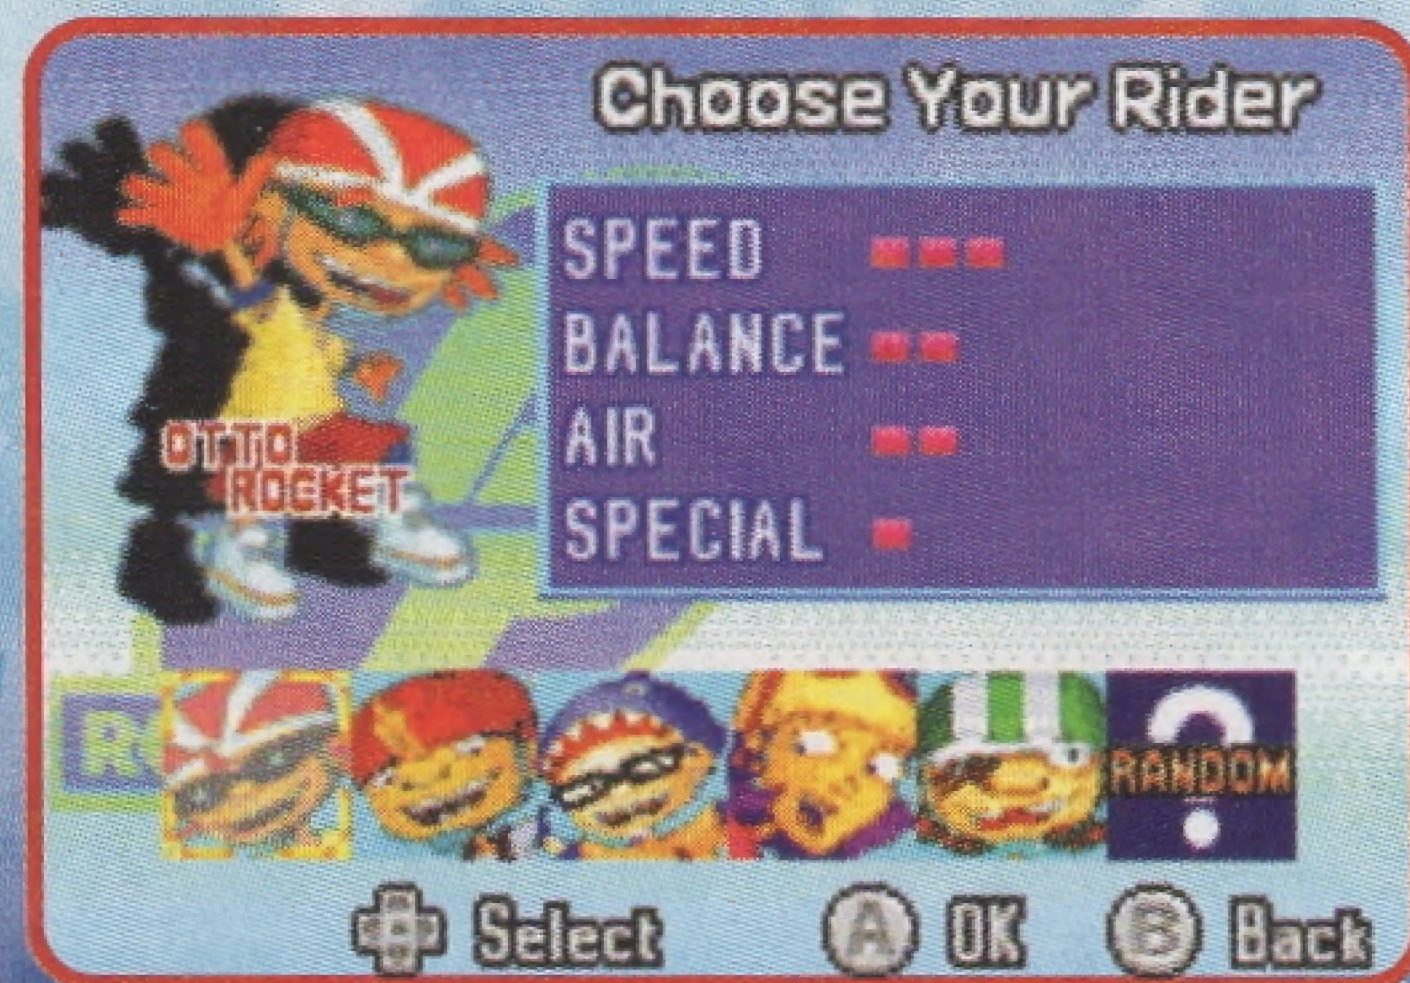 Choose Your Rider
SPEED
BALANCE
AIR
SPECIAL
OTTO
ROCKET
RANDOM
Select
A OK
B Back